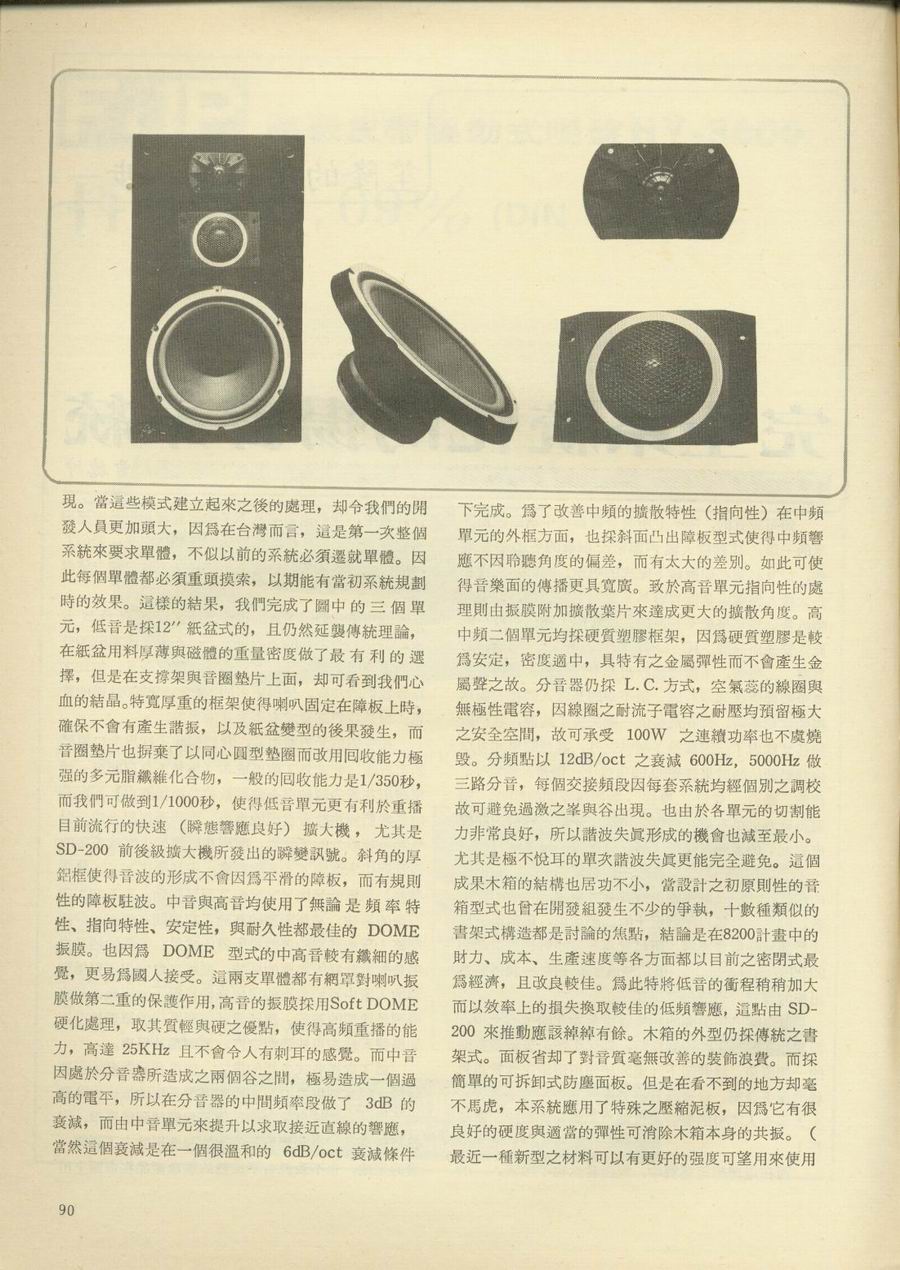 現。當這些模式建立起來之後的處理，却令我們的開
發人員更加頭大，因爲在台灣而言，這是第一次整個
系統來要求單體，不似以前的系統必須遷就單體。因
此每個單體都必須重頭摸索，以期能有當初系統規劃
時的效果。這樣的結果，我們完成了圖中的三個單
元，低音是採12″紙盆式的，且仍然延襲傳統理論，
在紙盆用料厚薄與磁體的重量密度做了最有利的選
擇，但是在支撐架與音圈墊片上面，却可看到我們心
血的結晶。特寬厚重的框架使得喇叭固定在障板上時，
確保不會有產生諧振，以及紙盆變型的後果發生，而
音圈墊片也摒棄了以同心圓型墊圈而改用回收能力極
强的多元脂纖維化合物，一般的回收能力是1/350秒，
而我們可做到1/1000秒，使得低音單元更有利於重播
目前流行的快速（瞬態響應良好）擴大機，尤其是
SD-200 前後級擴大機所發出的瞬變訊號。斜角的厚
鋁框使得音波的形成不會因爲平滑的障板，而有規則
性的障板駐波。中音與高音均使用了無論是頻率特
性、指向特性、安定性，與耐久性都最佳的 DOME
振膜。也因爲 DOME 型式的中高音較有纖細的感
覺，更易爲國人接受。這兩支單體都有網罩對喇叭振
膜做第二重的保護作用，高音的振膜採用Soft DOME
硬化處理，取其質輕與硬之優點，使得高頻重播的能
力，高達 25KHz 且不會令人有刺耳的感覺。而中音
因處於分音器所造成之兩個谷之間，極易造成一個過
高的電平，所以在分音器的中間頻率段做了 3dB 的
衰減，而由中音單元來提升以求取接近直線的響應，
當然這個衰減是在一個很溫和的 6dB/oct 衰減條件
下完成。爲了改善中頻的擴散特性（指向性）在中頻
單元的外框方面，也採斜面凸出障板型式使得中頻響
應不因聆聽角度的偏差，而有太大的差別。如此可使
得音樂面的傳播更具寬廣。致於高音單元指向性的處
理則由振膜附加擴散葉片來達成更大的擴散角度。高
中頻二個單元均採硬質塑膠框架，因爲硬質塑膠是較
爲安定，密度適中，具特有之金屬彈性而不會產生金
屬聲之故。分音器仍採 L.C.方式，空氣蕊的線圈與
無極性電容，因線圈之耐流子電容之耐壓均預留極大
之安全空間，故可承受 100W 之連續功率也不虞燒
毁。分頻點以 12dB/oct 之衰減 600Hz, 5000Hz 做
三路分音，每個交接頻段因每套系統均經個別之調校
故可避免過激之峯與谷出現。也由於各單元的切割能
力非常良好，所以諧波失眞形成的機會也減至最小。
尤其是極不悅耳的單次諧波失眞更能完全避免。這個
成果木箱的結構也居功不小，當設計之初原則性的音
箱型式也曾在開發組發生不少的爭執，十數種類似的
書架式構造都是討論的焦點，結論是在8200計畫中的
財力、成本、生產速度等各方面都以目前之密閉式最
爲經濟，且改良較佳。爲此特將低音的衝程稍稍加大
而以效率上的損失換取較佳的低頻響應，這點由 SD-
200 來推動應該綽綽有餘。木箱的外型仍採傳統之書
架式。面板省却了對音質毫無改善的裝飾浪費。而採
簡單的可拆卸式防塵面板。但是在看不到的地方却毫
不馬虎，本系統應用了特殊之壓縮泥板，因爲它有很
良好的硬度與適當的彈性可消除木箱本身的共振。（
最近一種新型之材料可以有更好的强度可望用來使用
90